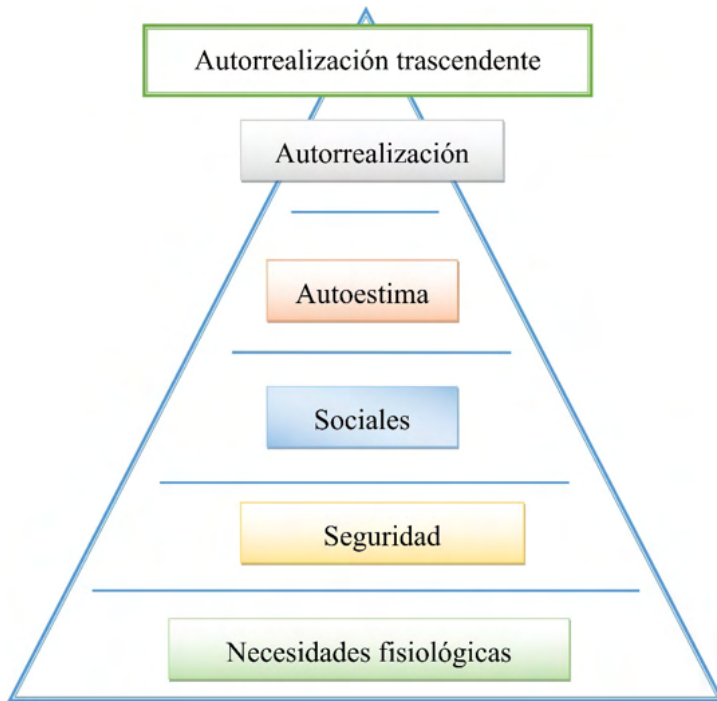 Autorrealización trascendente
Autorrealización
Autoestima
Sociales
Seguridad
Necesidades fisiológicas